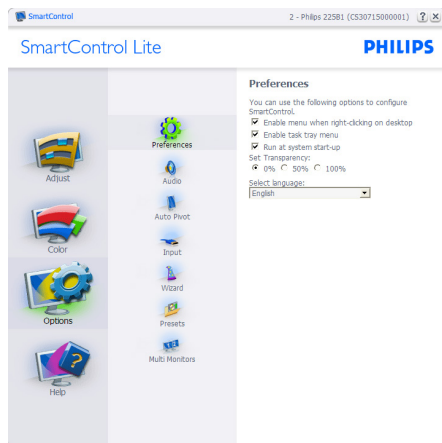 SmartControl
2 - Philips 225B1 (CS30715000001)
? X
SmartControl Lite
PHILIPS
Adjust
Color
Options
Help
Preferences
Audio
Auto Pivot
Input
Wizard
Presets
Multi Monitors
Preferences
You can use the following options to configure
SmartControl.
Enable menu when right-clicking on desktop
Enable task tray menu
Run at system start-up
Set Transparency:
0% 50% 100%
Select language:
English